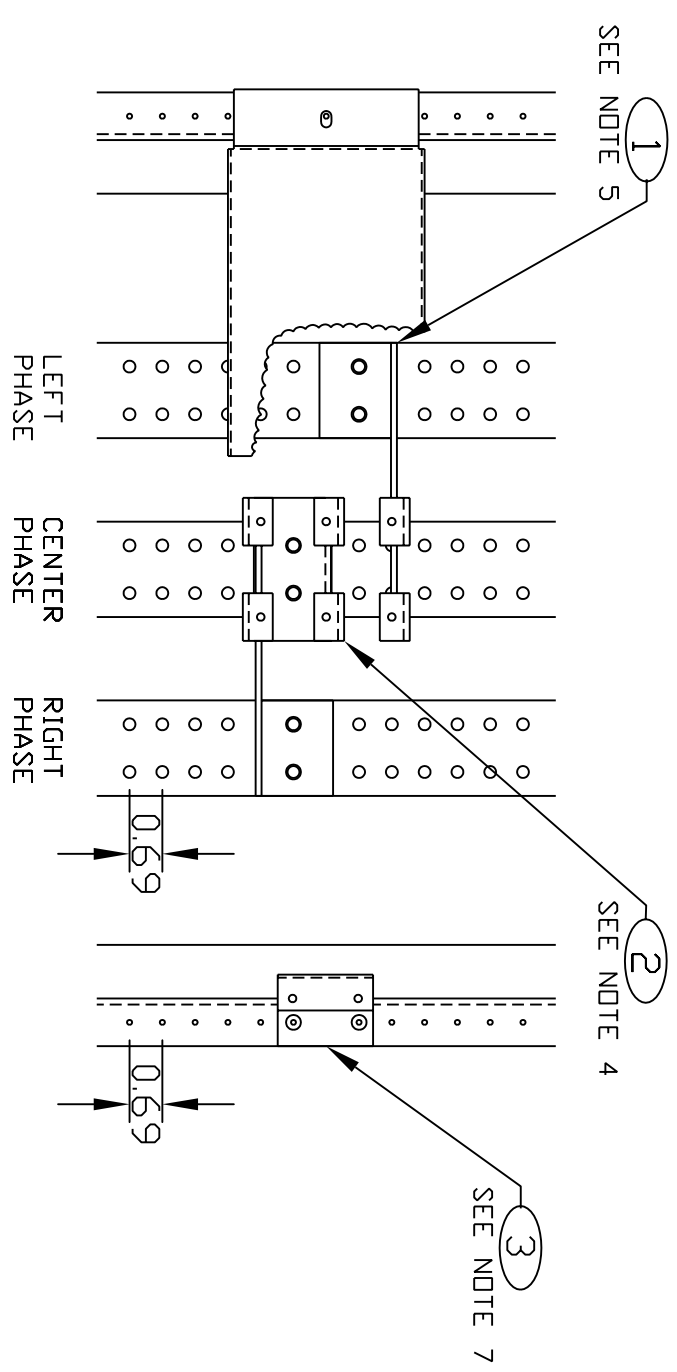 1
SEE NOTE 5
2
SEE NOTE 4
3
SEE NOTE 7
0.69
0.69
LEFT
PHASE
CENTER
PHASE
RIGHT
PHASE